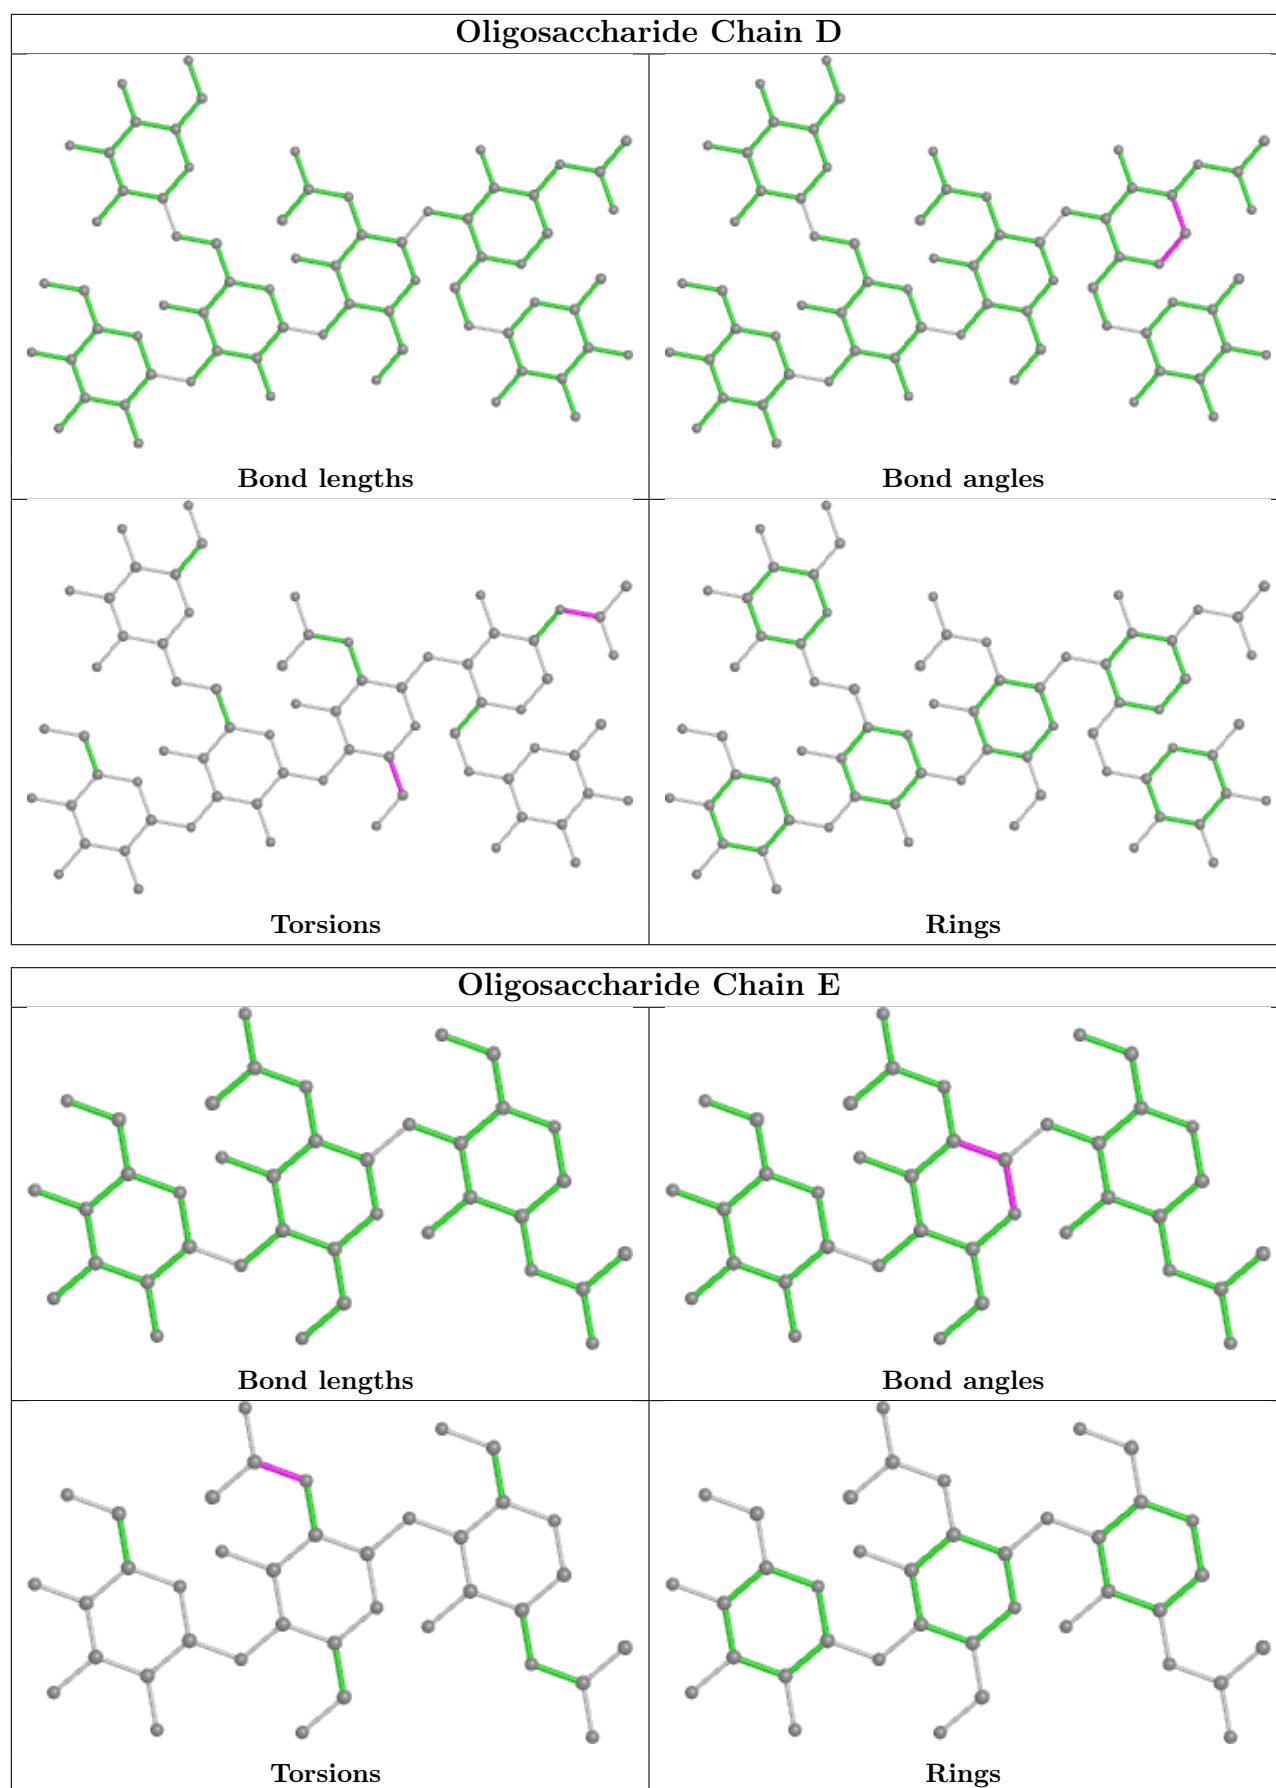 Oligosaccharide Chain D
Bond lengths
Bond angles
Torsions
Rings
Oligosaccharide Chain E
Bond lengths
Bond angles
Torsions
Rings